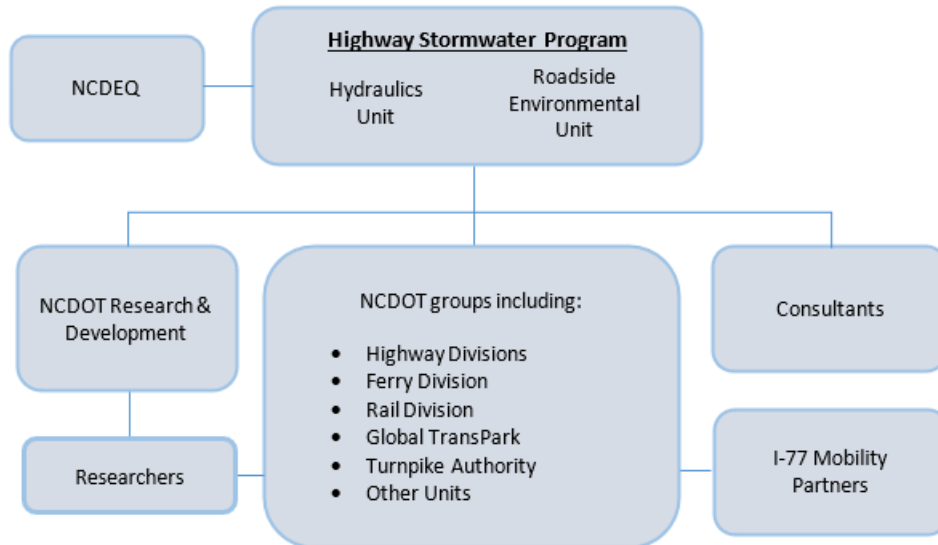 Highway Stormwater Program
NCDEQ
Hydraulics
Unit
Roadside
Environmental
Unit
NCDOT Research &
Development
NCDOT groups including:
• Highway Divisions
• Ferry Division
• Rail Division
• Global TransPark
• Turnpike Authority
• Other Units
Consultants
Researchers
I-77 Mobility
Partners